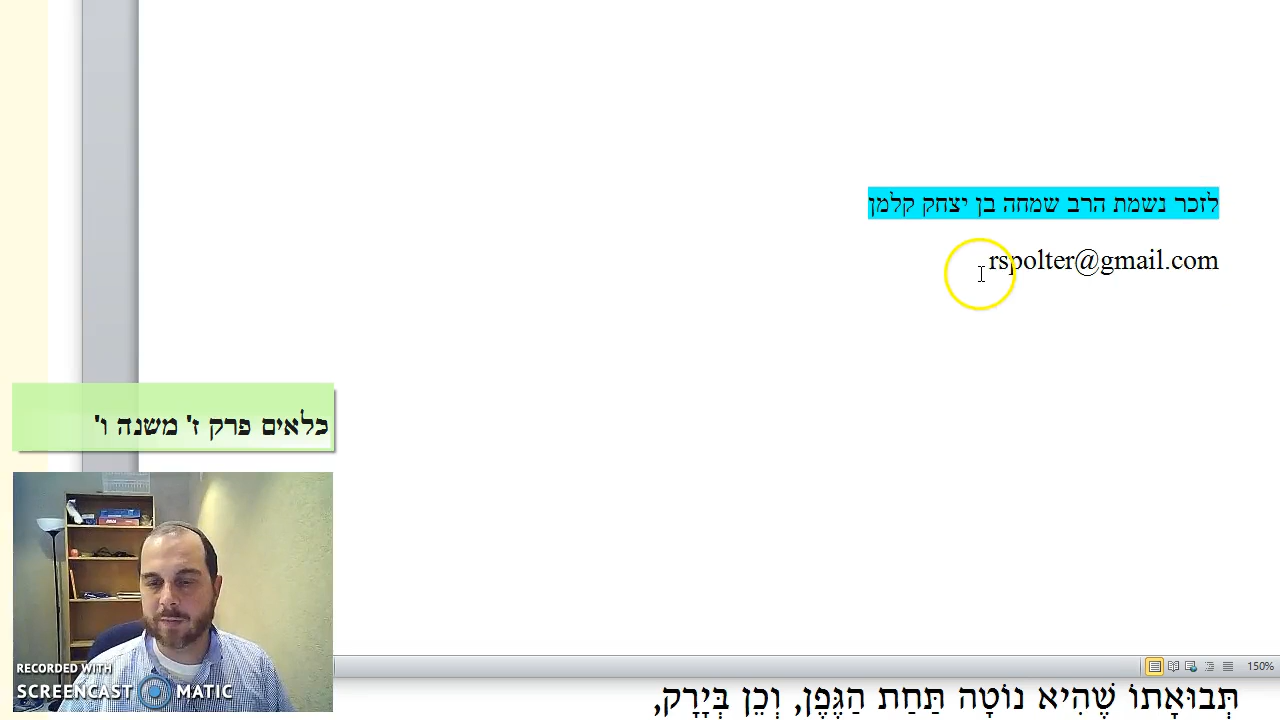 לזכר נשמת הרב שמחה בן יצחק קלמן
rspolter@gmail.com
כלאים פרק ז' משנה ו'
RECORDED WITH
SCREENCAST MATIC
150%
תְּבוּאָתוֹ שֶׁהִיא נוֹטָה תַּחַת הַגֶּפֶן, וְכֵן בְּיָרָק,